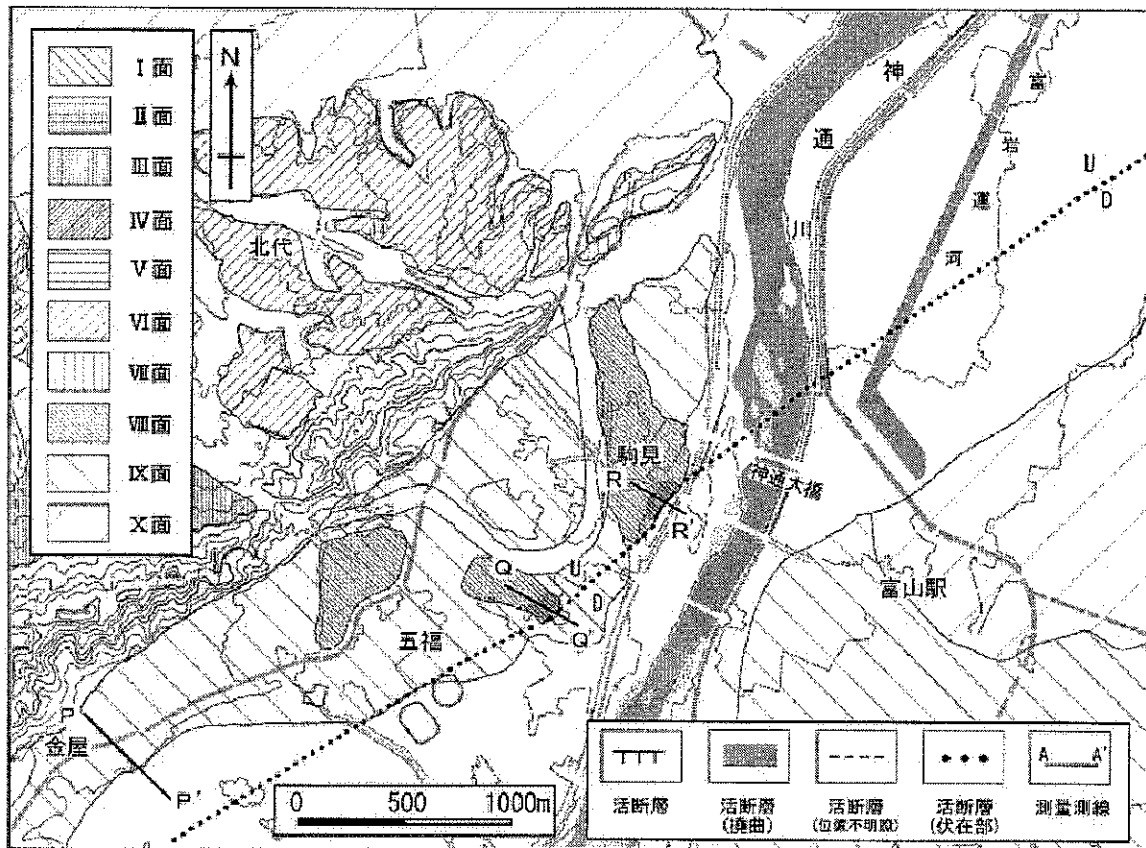 I面
II面
III面
IV面
V面
VI面
VII面
VIII面
IX面
X面
N
神
通
川
富
岩
運
河
U
D
北代
駒見
R
R'
神通大橋
Q
Q'
U
D
五福
富山駅
P
金屋
P'
0 500 1000m
A A'
活断層
活断層
(撓曲)
活断層
(位置不明瞭)
活断層
(伏在部)
測量測線